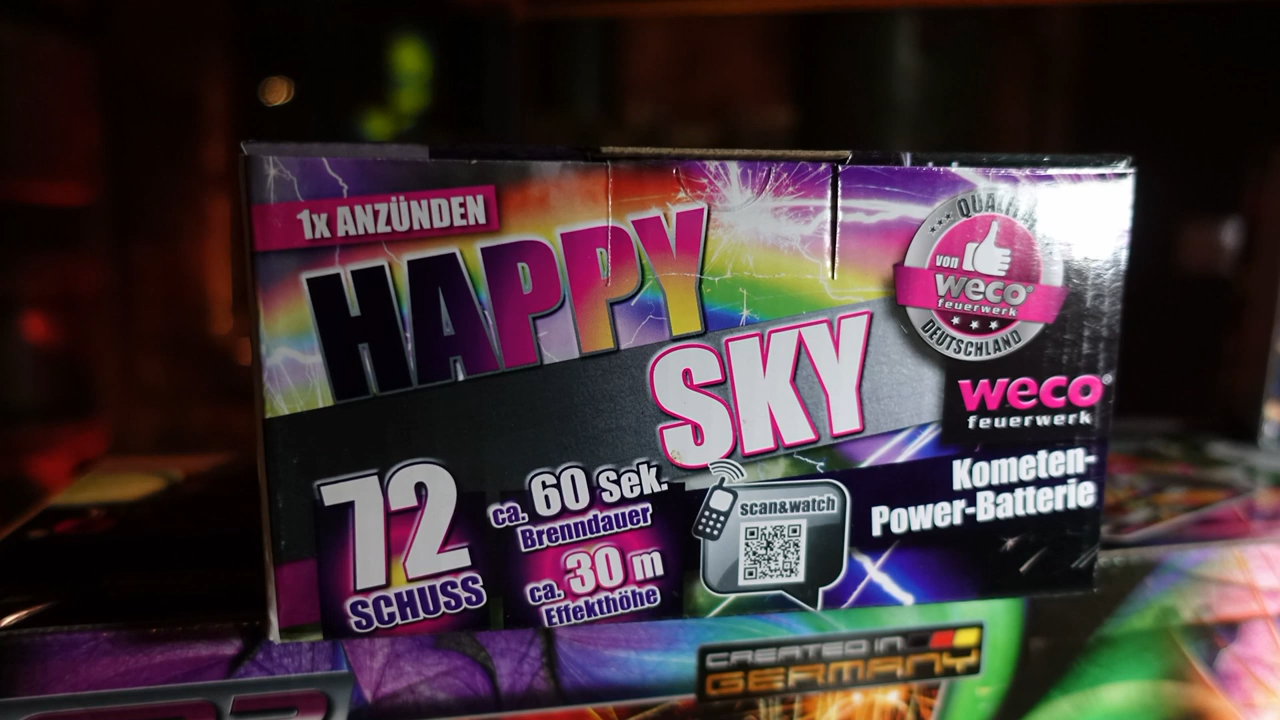 1x ANZÜNDEN
HAPPY
SKY
QUALITÄT
von
weco®
feuerwerk
DEUTSCHLAND
weco®
feuerwerk
72
SCHUSS
ca. 60 Sek.
Brenndauer
ca. 30 m
Effekthöhe
scan&watch
Kometen-
Power-Batterie
CREATED IN
GERMANY